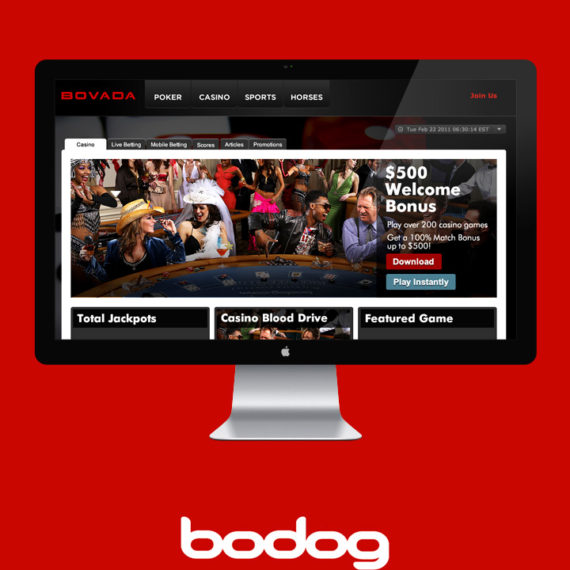 BOVADA
POKER
CASINO
SPORTS
HORSES
Join Us
Tue Feb 22 2011 06:30:14 EST
Casino
Live Betting
Mobile Betting
Scores
Articles
Promotions
$500
Welcome
Bonus
Play over 200 casino games
Get a 100% Match Bonus
up to $500!
Download
Play Instantly
Total Jackpots
Casino Blood Drive
Featured Game
bodog